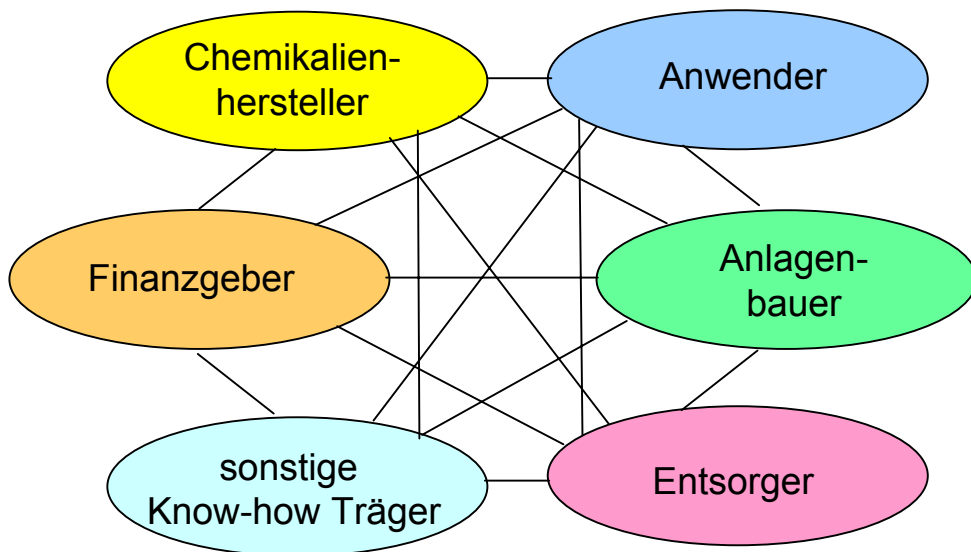 Chemikalien-
hersteller
Anwender
Finanzgeber
Anlagen-
bauer
sonstige
Know-how Träger
Entsorger